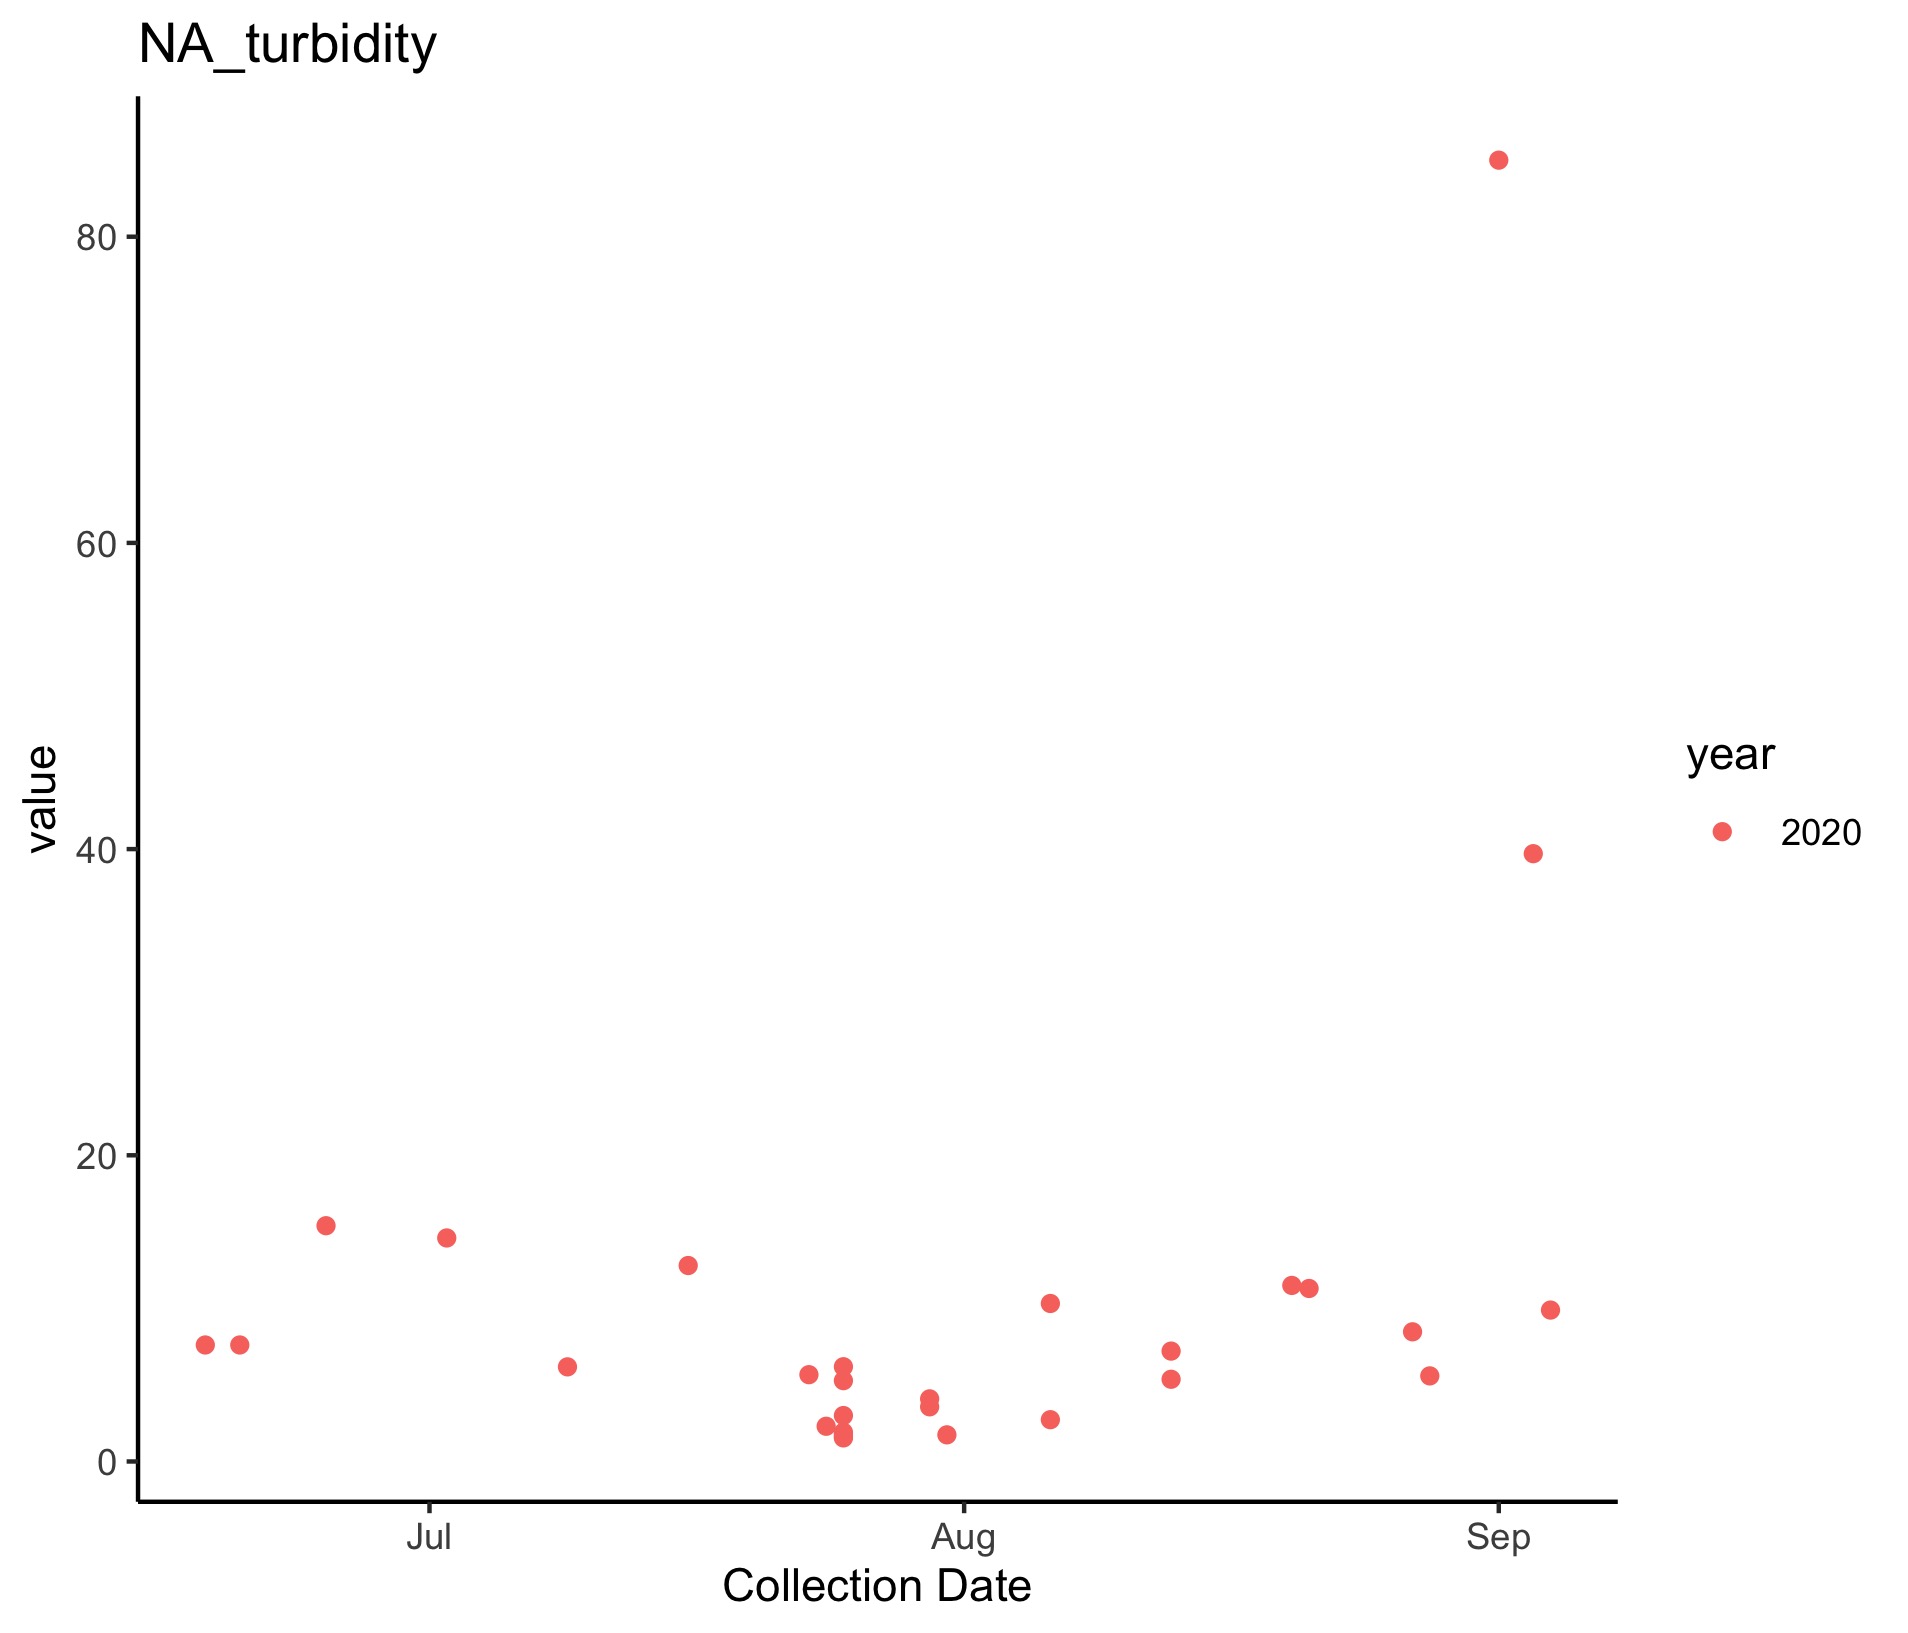 NA_turbidity
80
60
40
20
0
value
Jul
Aug
Sep
Collection Date
year
2020